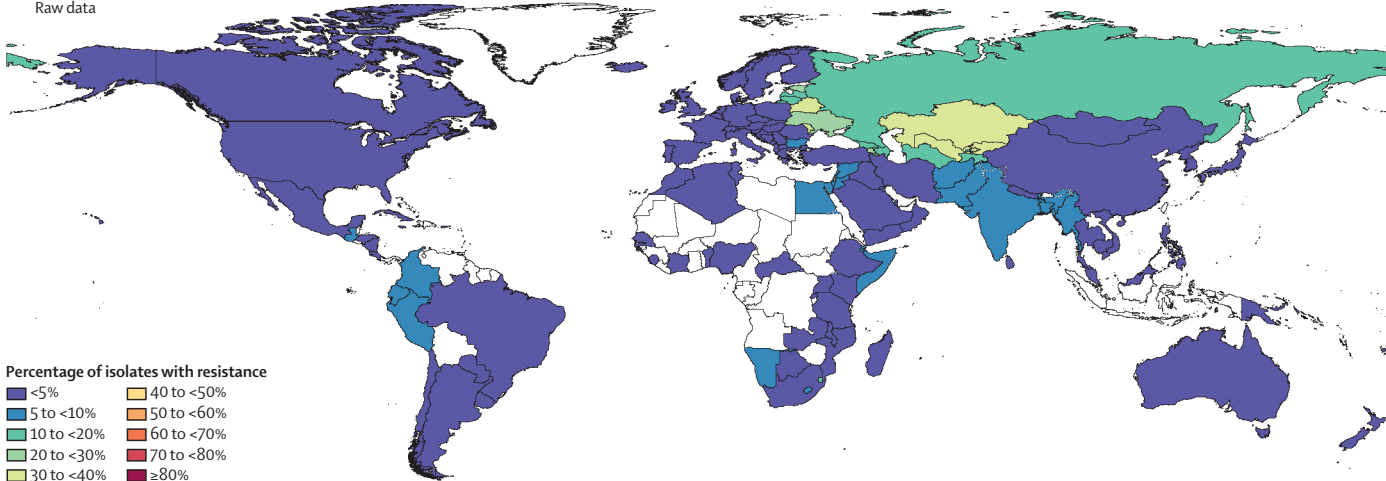 Raw data
Percentage of isolates with resistance
<5%
5 to <10%
10 to <20%
20 to <30%
30 to <40%
40 to <50%
50 to <60%
60 to <70%
70 to <80%
≥80%